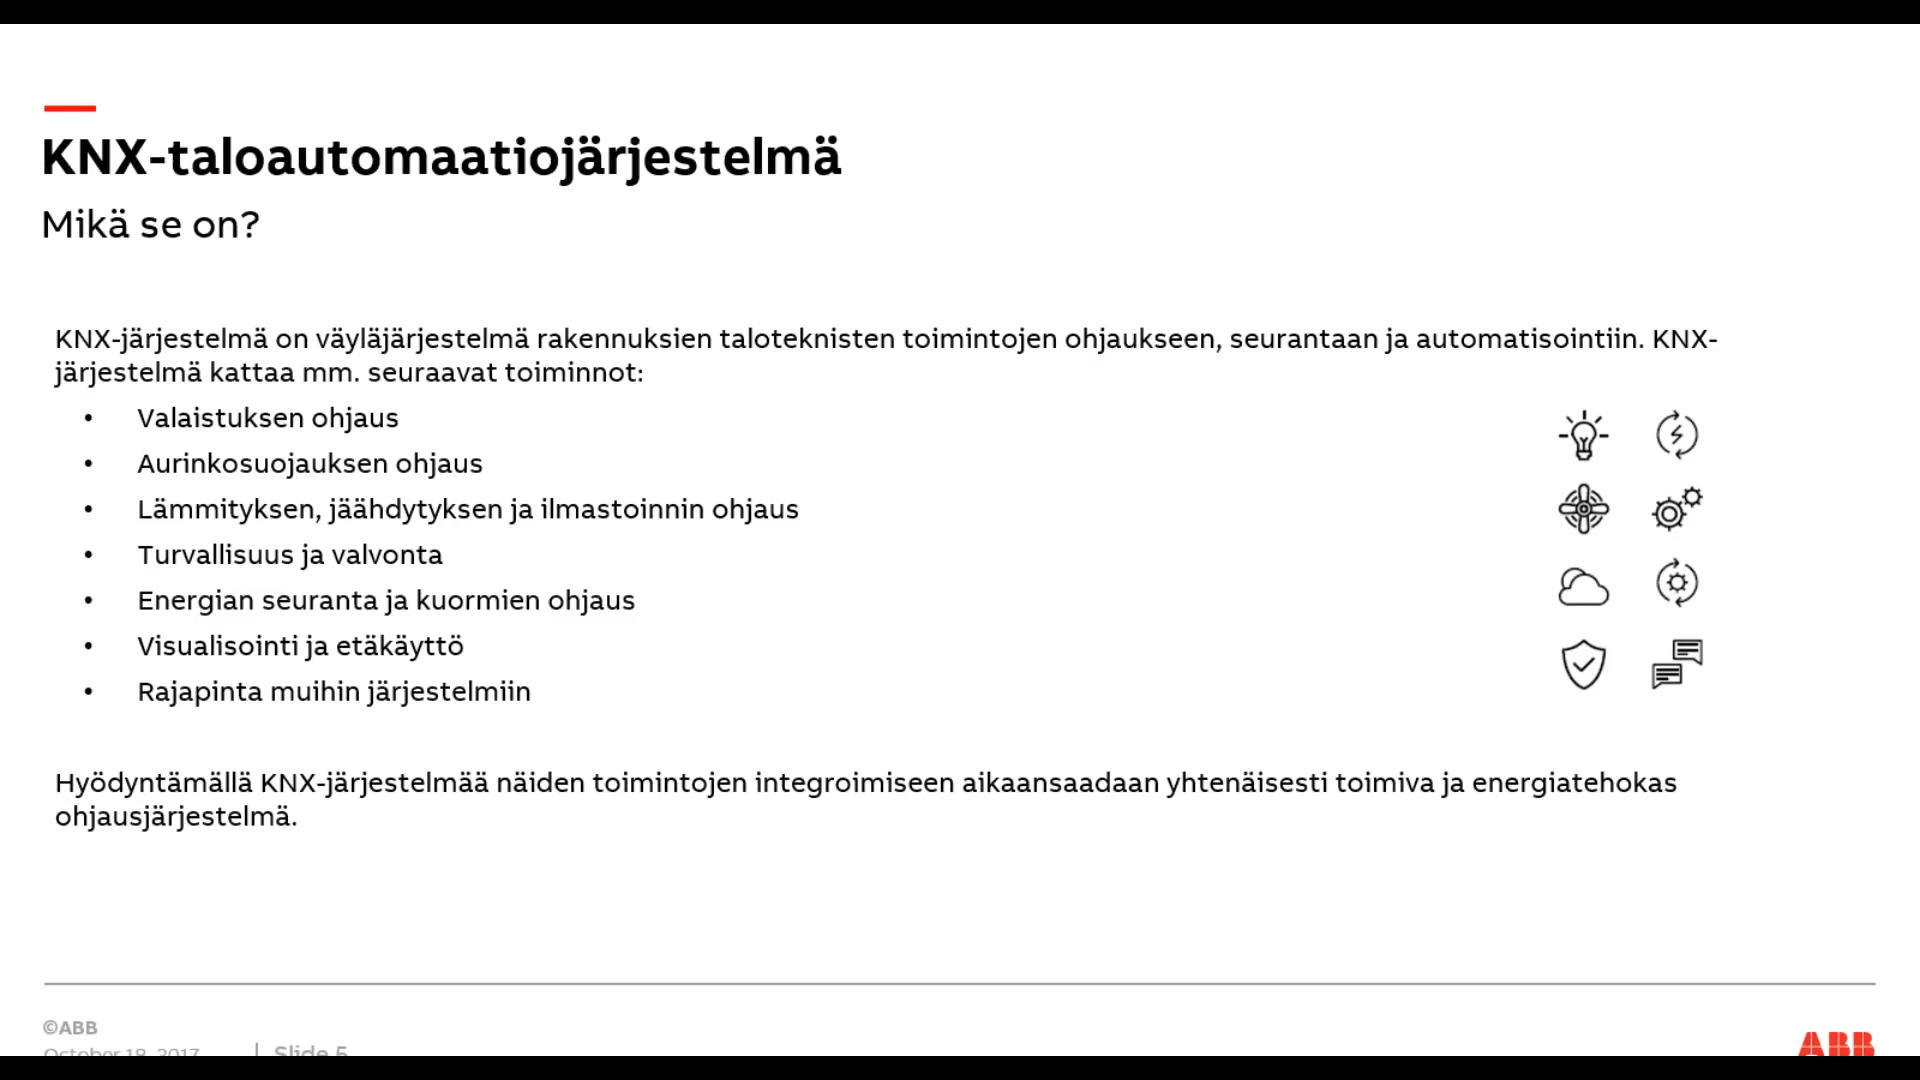 KNX-taloautomaatiojärjestelmä
Mikä se on?
KNX-järjestelmä on väyläjärjestelmä rakennuksien taloteknisten toimintojen ohjaukseen, seurantaan ja automatisointiin. KNX-
järjestelmä kattaa mm. seuraavat toiminnot:
• Valaistuksen ohjaus
• Aurinkosuojauksen ohjaus
• Lämmityksen, jäähdytyksen ja ilmastoinnin ohjaus
• Turvallisuus ja valvonta
• Energian seuranta ja kuormien ohjaus
• Visualisointi ja etäkäyttö
• Rajapinta muihin järjestelmiin
Hyödyntämällä KNX-järjestelmää näiden toimintojen integroimiseen aikaansaadaan yhtenäisesti toimiva ja energiatehokas
ohjausjärjestelmä.
©ABB
October 18, 2017 | Slide 5
ABB